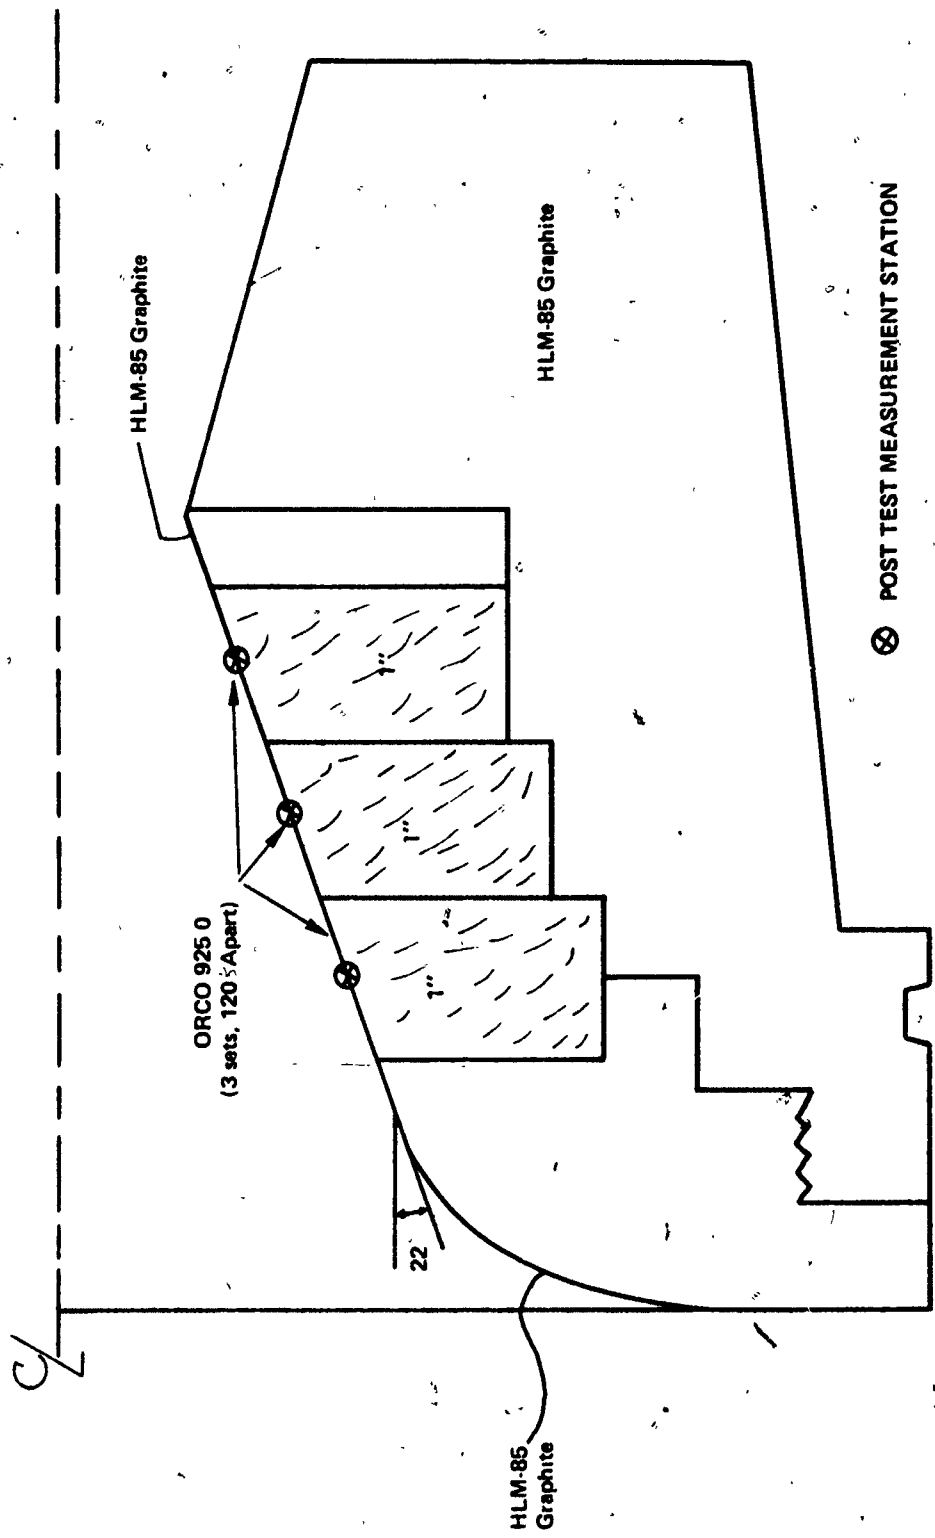 C/L
HLM-85 Graphite
HLM-85 Graphite
ORCO 925 0
(3 sets, 120 Apart)
1"
1"
1"
22
HLM-85
Graphite
⊗ POST TEST MEASUREMENT STATION